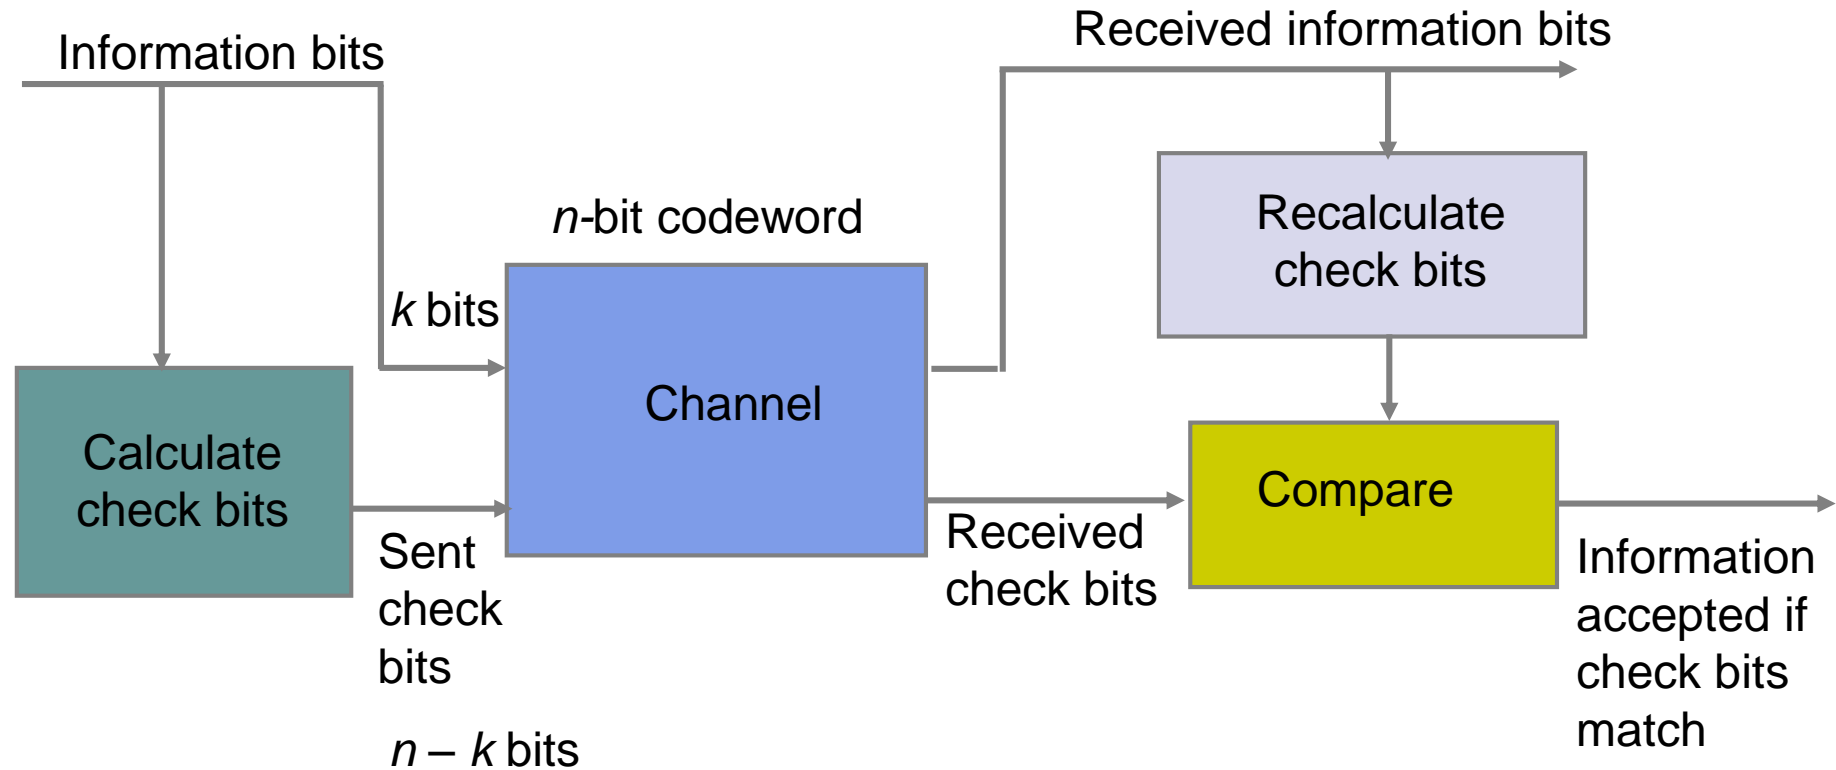 Information bits
Received information bits
n-bit codeword
Recalculate
check bits
k bits
Channel
Calculate
check bits
Compare
Sent
check
bits
n – k bits
Received
check bits
Information
accepted if
check bits
match